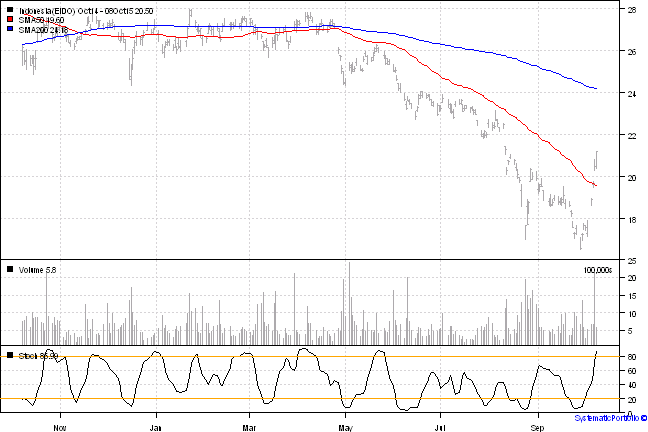 Indonesia(EIDO) Oct14 - 08Oct15 20.50
SMA50 19.60
SMA200 24.18
28
26
24
22
20
18
Volume 5.8
100,000s
25
20
15
10
5
Stoch
80
60
40
20
Nov
Jan
Mar
May
Jul
Sep
SystematicPortfolio ©